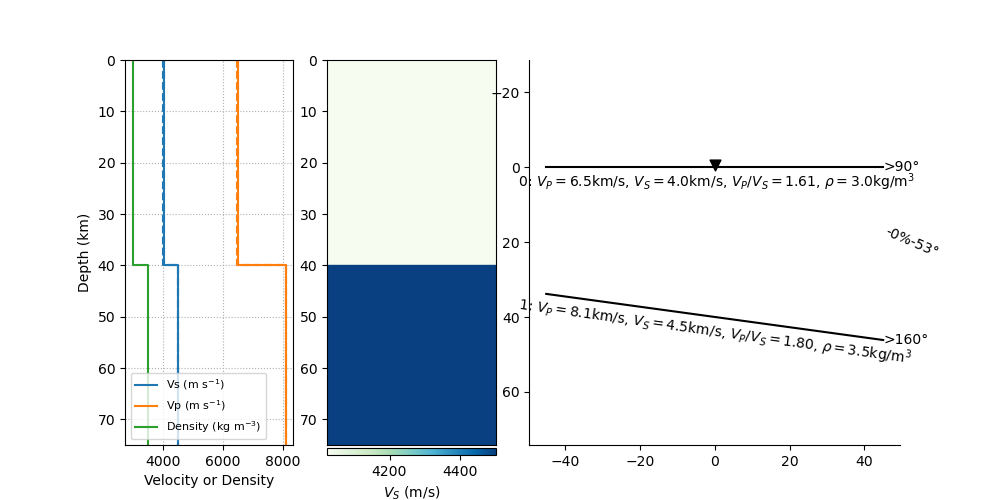 0
10
20
30
40
50
60
70
Depth (km)
4000 6000 8000
Velocity or Density
Vs (m s⁻¹)
Vp (m s⁻¹)
Density (kg m⁻³)
0
10
20
30
40
50
60
70
4200 4400
V_S (m/s)
−20
0
20
40
60
−40 −20 0 20 40
>90°
0: V_P = 6.5km/s, V_S = 4.0km/s, V_P/V_S = 1.61, ρ = 3.0kg/m³
-0%-53°
1: V_P = 8.1km/s, V_S = 4.5km/s, V_P/V_S = 1.80, ρ = 3.5kg/m³
>160°